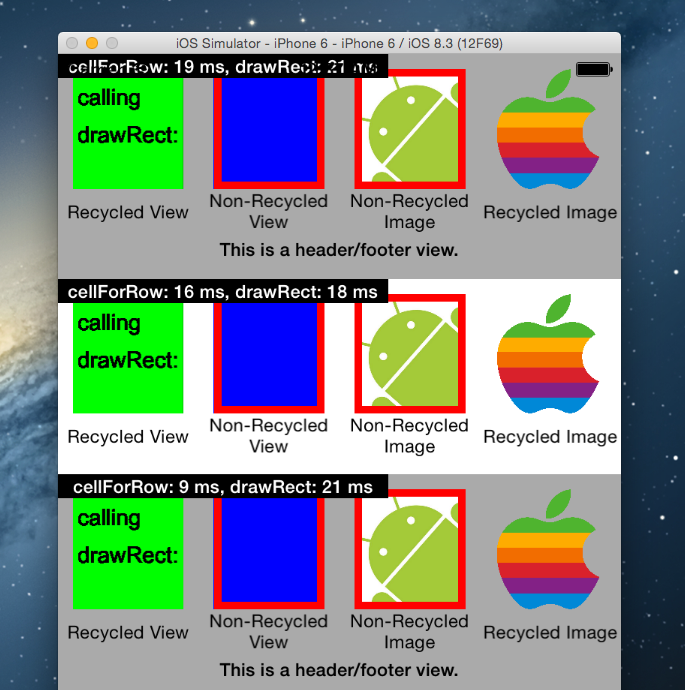 iOS Simulator - iPhone 6 - iPhone 6 / iOS 8.3 (12F69)
cellForRow: 19 ms, drawRect: 21 ms
calling
drawRect:
Recycled View
Non-Recycled
View
Non-Recycled
Image
Recycled Image
This is a header/footer view.
cellForRow: 16 ms, drawRect: 18 ms
calling
drawRect:
Recycled View
Non-Recycled
View
Non-Recycled
Image
Recycled Image
cellForRow: 9 ms, drawRect: 21 ms
calling
drawRect:
Recycled View
Non-Recycled
View
Non-Recycled
Image
Recycled Image
This is a header/footer view.